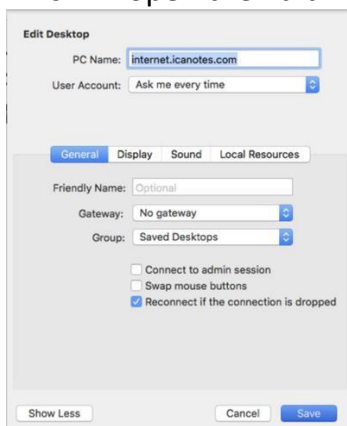 Edit Desktop
PC Name: internet.icanotes.com
User Account: Ask me every time
General Display Sound Local Resources
Friendly Name: Optional
Gateway: No gateway
Group: Saved Desktops
Connect to admin session
Swap mouse buttons
Reconnect if the connection is dropped
Show Less Cancel Save